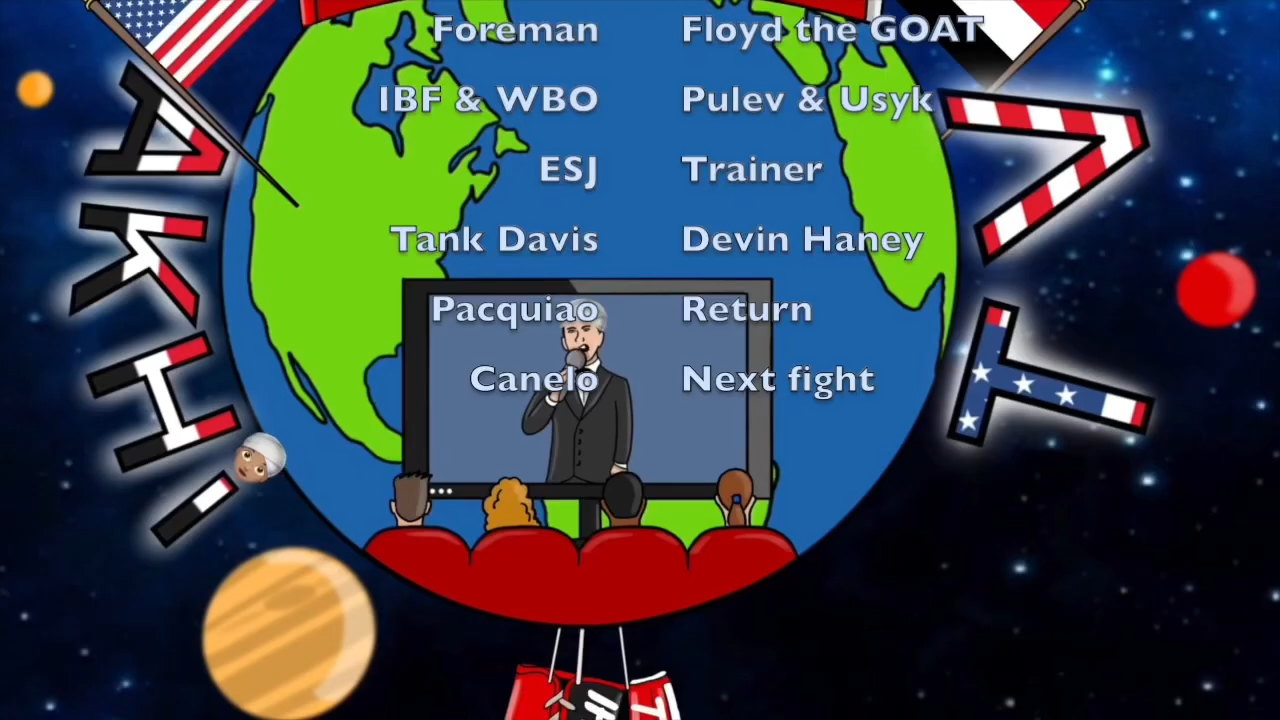 Foreman Floyd the GOAT
IBF & WBO Pulev & Usyk
ESJ Trainer
Tank Davis Devin Haney
Pacquiao Return
Canelo Next fight
AKHI
T